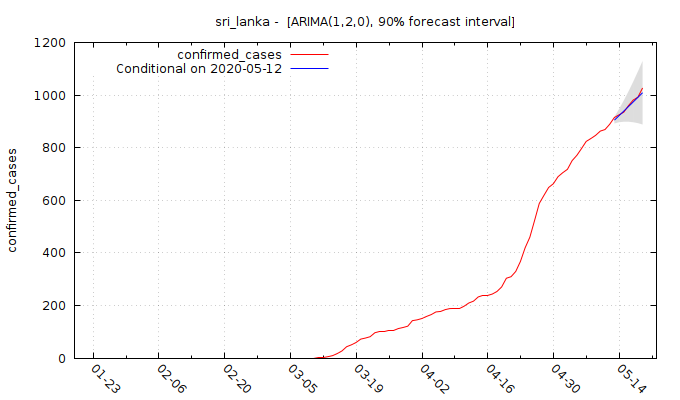 sri_lanka -  [ARIMA(1,2,0), 90% forecast interval]
confirmed_cases
Conditional on 2020-05-12
confirmed_cases
1200
1000
800
600
400
200
0
01-23 02-06 02-20 03-05 03-19 04-02 04-16 04-30 05-14